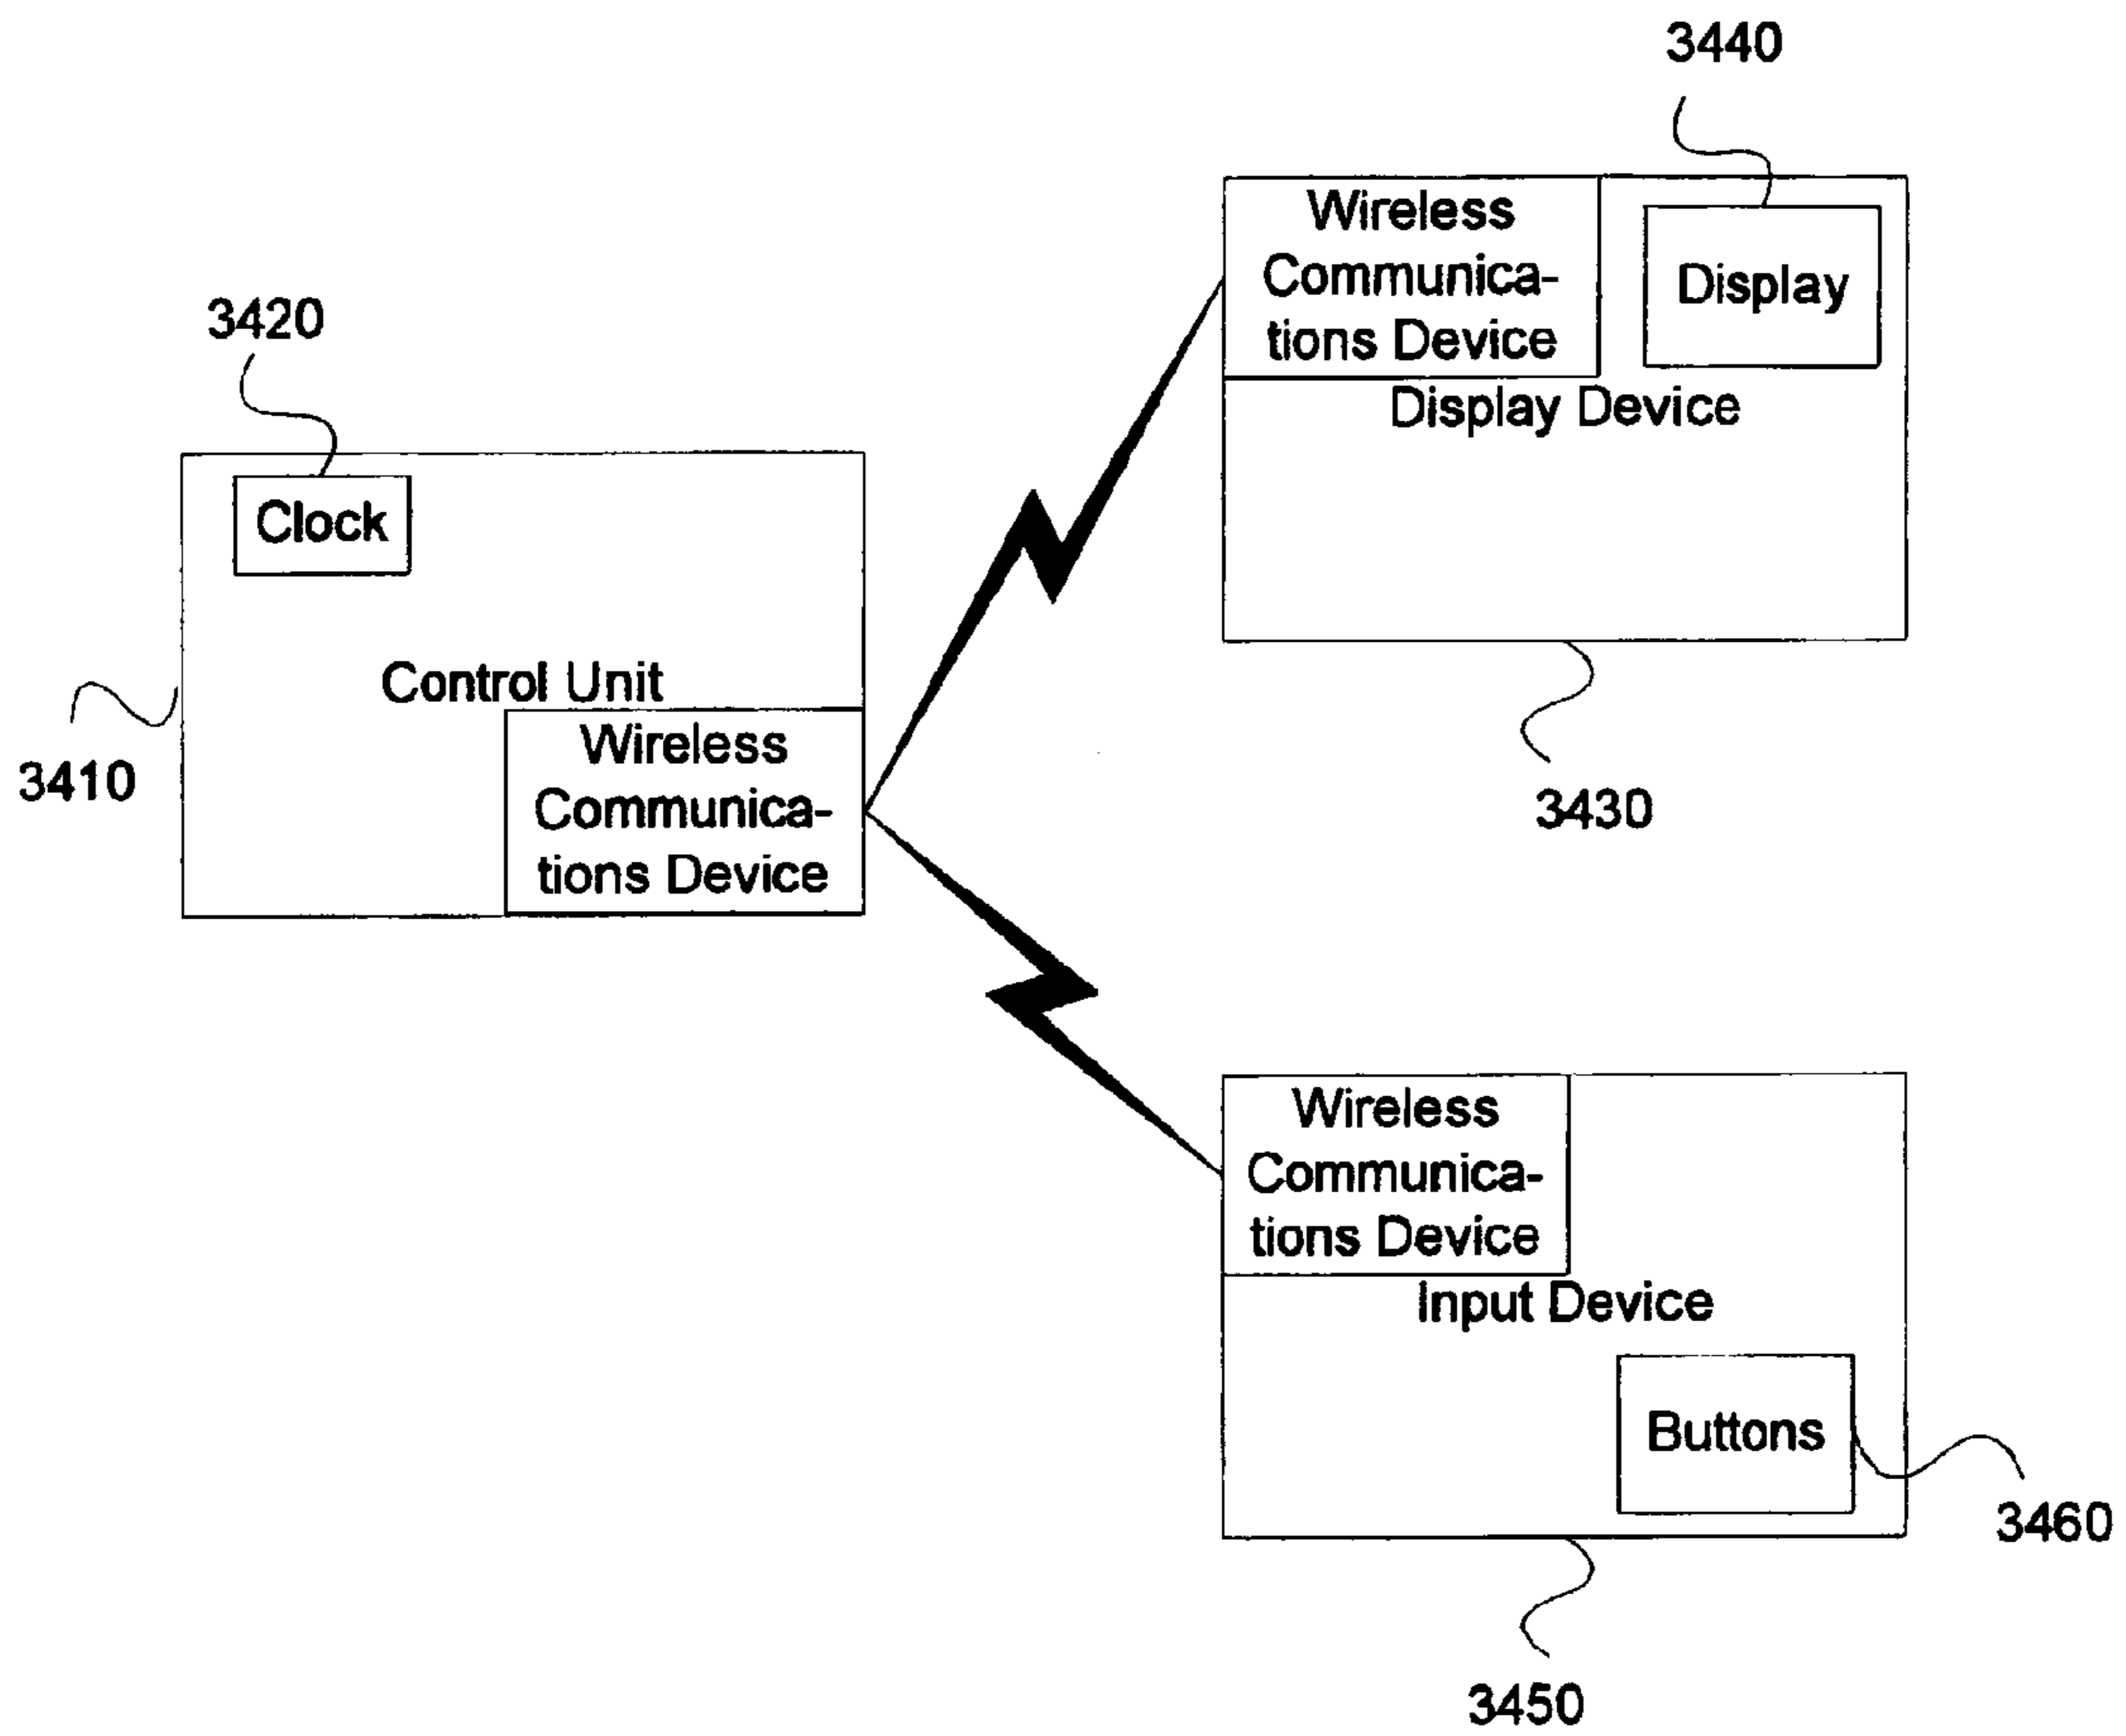 3440
Wireless
Communica-
tions Device
Display
Display Device
3430
3420
Clock
Control Unit
Wireless
Communica-
tions Device
3410
Wireless
Communica-
tions Device
Input Device
Buttons
3460
3450